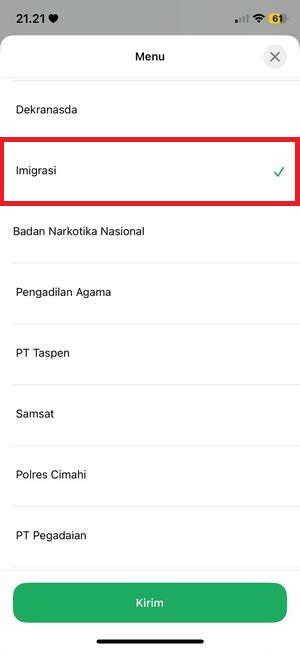 21.21
61
Menu
Dekranasda
Imigrasi
Badan Narkotika Nasional
Pengadilan Agama
PT Taspen
Samsat
Polres Cimahi
PT Pegadaian
Kirim